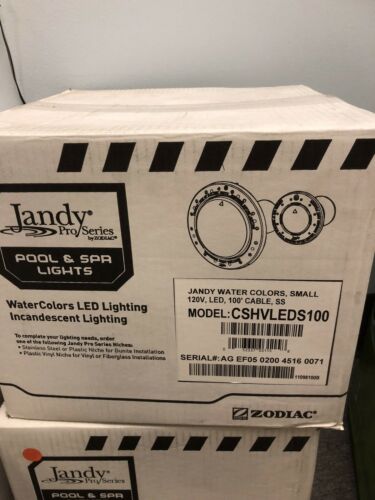 Jandy
Pro Series
by ZODIAC
POOL & SPA
LIGHTS
WaterColors LED Lighting
Incandescent Lighting
To complete your lighting needs, order
one of the following Jandy Pro Series Niches:
• Stainless Steel or Plastic Niche for Gunite Installation
• Plastic Vinyl Niche for Vinyl or Fiberglass Installations
JANDY WATER COLORS, SMALL
120V, LED, 100' CABLE, SS
MODEL:CSHVLEDS100
SERIAL#:AG EF05 0200 4516 0071
ZODIAC
Jandy
Pro Series
POOL & SPA